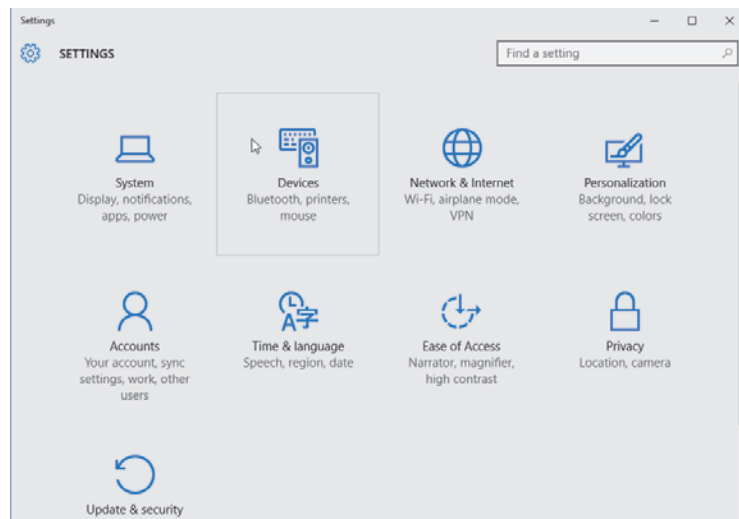 Settings
SETTINGS
Find a setting
System
Display, notifications,
apps, power
Devices
Bluetooth, printers,
mouse
Network & Internet
Wi-Fi, airplane mode,
VPN
Personalization
Background, lock
screen, colors
Accounts
Your account, sync
settings, work, other
users
Time & language
Speech, region, date
Ease of Access
Narrator, magnifier,
high contrast
Privacy
Location, camera
Update & security